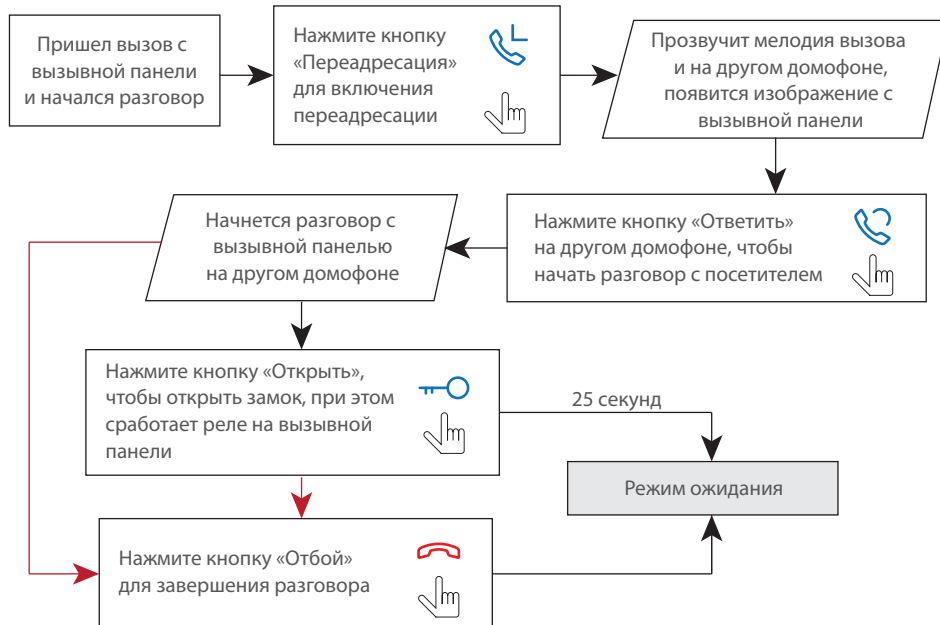 Пришел вызов с
вызывной панели
и начался разговор
Нажмите кнопку
«Переадресация»
для включения
переадресации
Прозвучит мелодия вызова
и на другом домофоне,
появится изображение с
вызывной панели
Нажмите кнопку «Ответить»
на другом домофоне, чтобы
начать разговор с посетителем
Начнется разговор с
вызывной панелью
на другом домофоне
Нажмите кнопку «Открыть»,
чтобы открыть замок, при этом
сработает реле на вызывной
панели
25 секунд
Режим ожидания
Нажмите кнопку «Отбой»
для завершения разговора